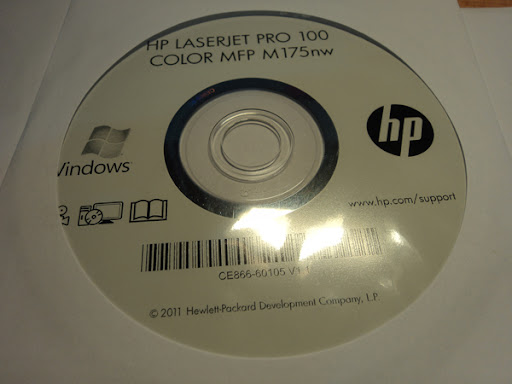 HP LASERJET PRO 100
COLOR MFP M175nw
hp
Windows
www.hp.com/support
CE866-60105
© 2011 Hewlett-Packard Development Company, L.P.